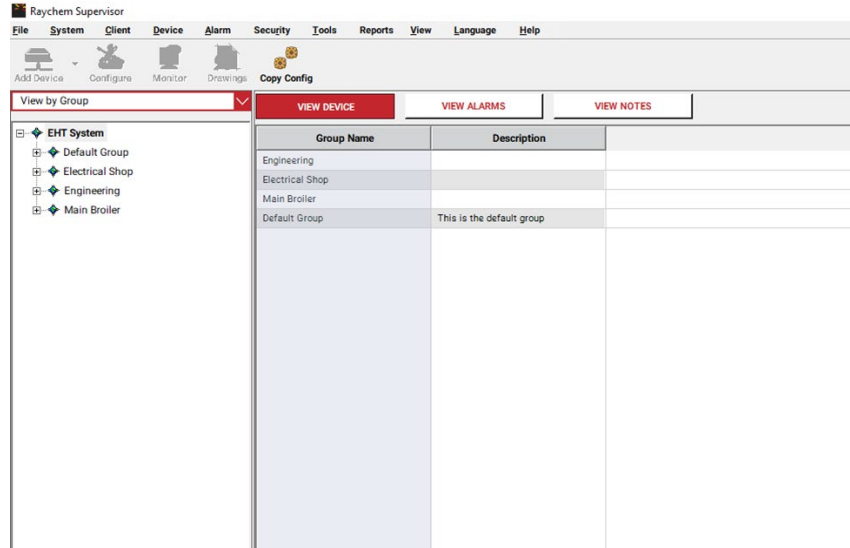 Raychem Supervisor
File System Client Device Alarm Security Tools Reports View Language Help
Add Device Configure Monitor Drawings Copy Config
View by Group
VIEW DEVICE VIEW ALARMS VIEW NOTES
EHT System
Default Group
Electrical Shop
Engineering
Main Broiler
Group Name Description
Engineering
Electrical Shop
Main Broiler
Default Group This is the default group